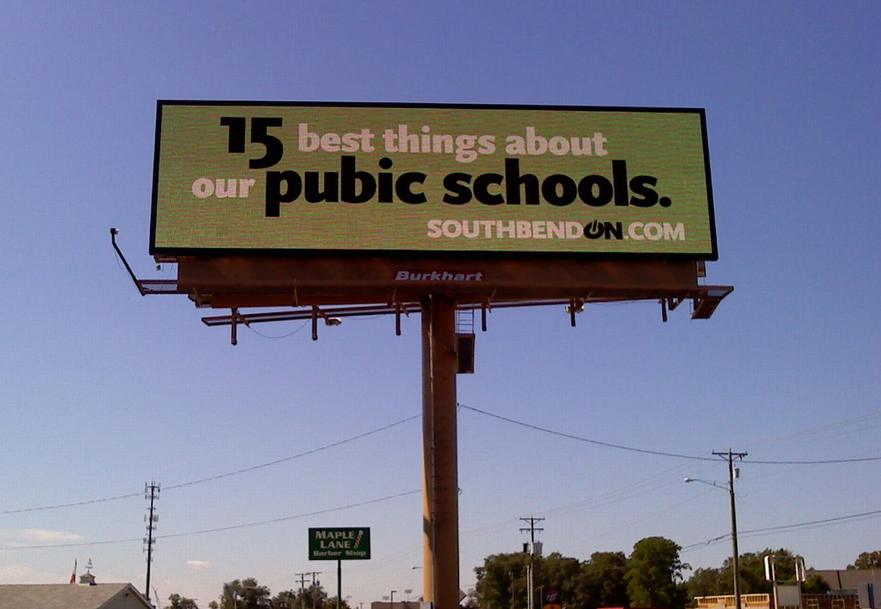 15 best things about
our pubic schools.
SOUTHBENDON.COM
Burkhart
MAPLE
LANE
Barber Shop